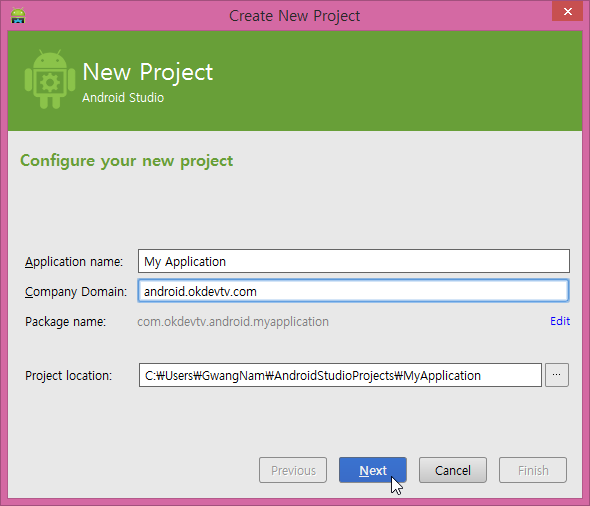 Create New Project
New Project
Android Studio
Configure your new project
Application name: My Application
Company Domain: android.okdevtv.com
Package name: com.okdevtv.android.myapplication Edit
Project location: C:₩Users₩GwangNam₩AndroidStudioProjects₩MyApplication ...
Previous Next Cancel Finish